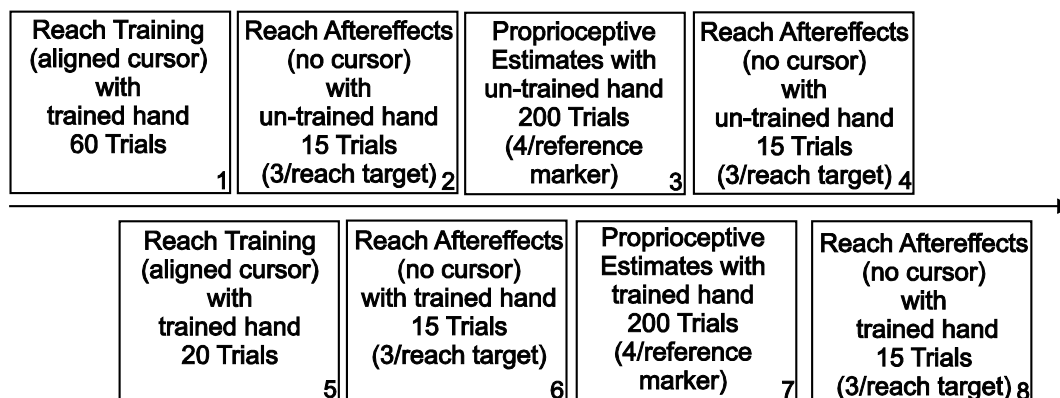 Reach Training
(aligned cursor)
with
trained hand
60 Trials
1
Reach Aftereffects
(no cursor)
with
un-trained hand
15 Trials
(3/reach target) 2
Proprioceptive
Estimates with
un-trained hand
200 Trials
(4/reference
marker) 3
Reach Aftereffects
(no cursor)
with
un-trained hand
15 Trials
(3/reach target) 4
Reach Training
(aligned cursor)
with
trained hand
20 Trials
5
Reach Aftereffects
(no cursor)
with trained hand
15 Trials
(3/reach target)
6
Proprioceptive
Estimates with
trained hand
200 Trials
(4/reference
marker) 7
Reach Aftereffects
(no cursor)
with
trained hand
15 Trials
(3/reach target) 8